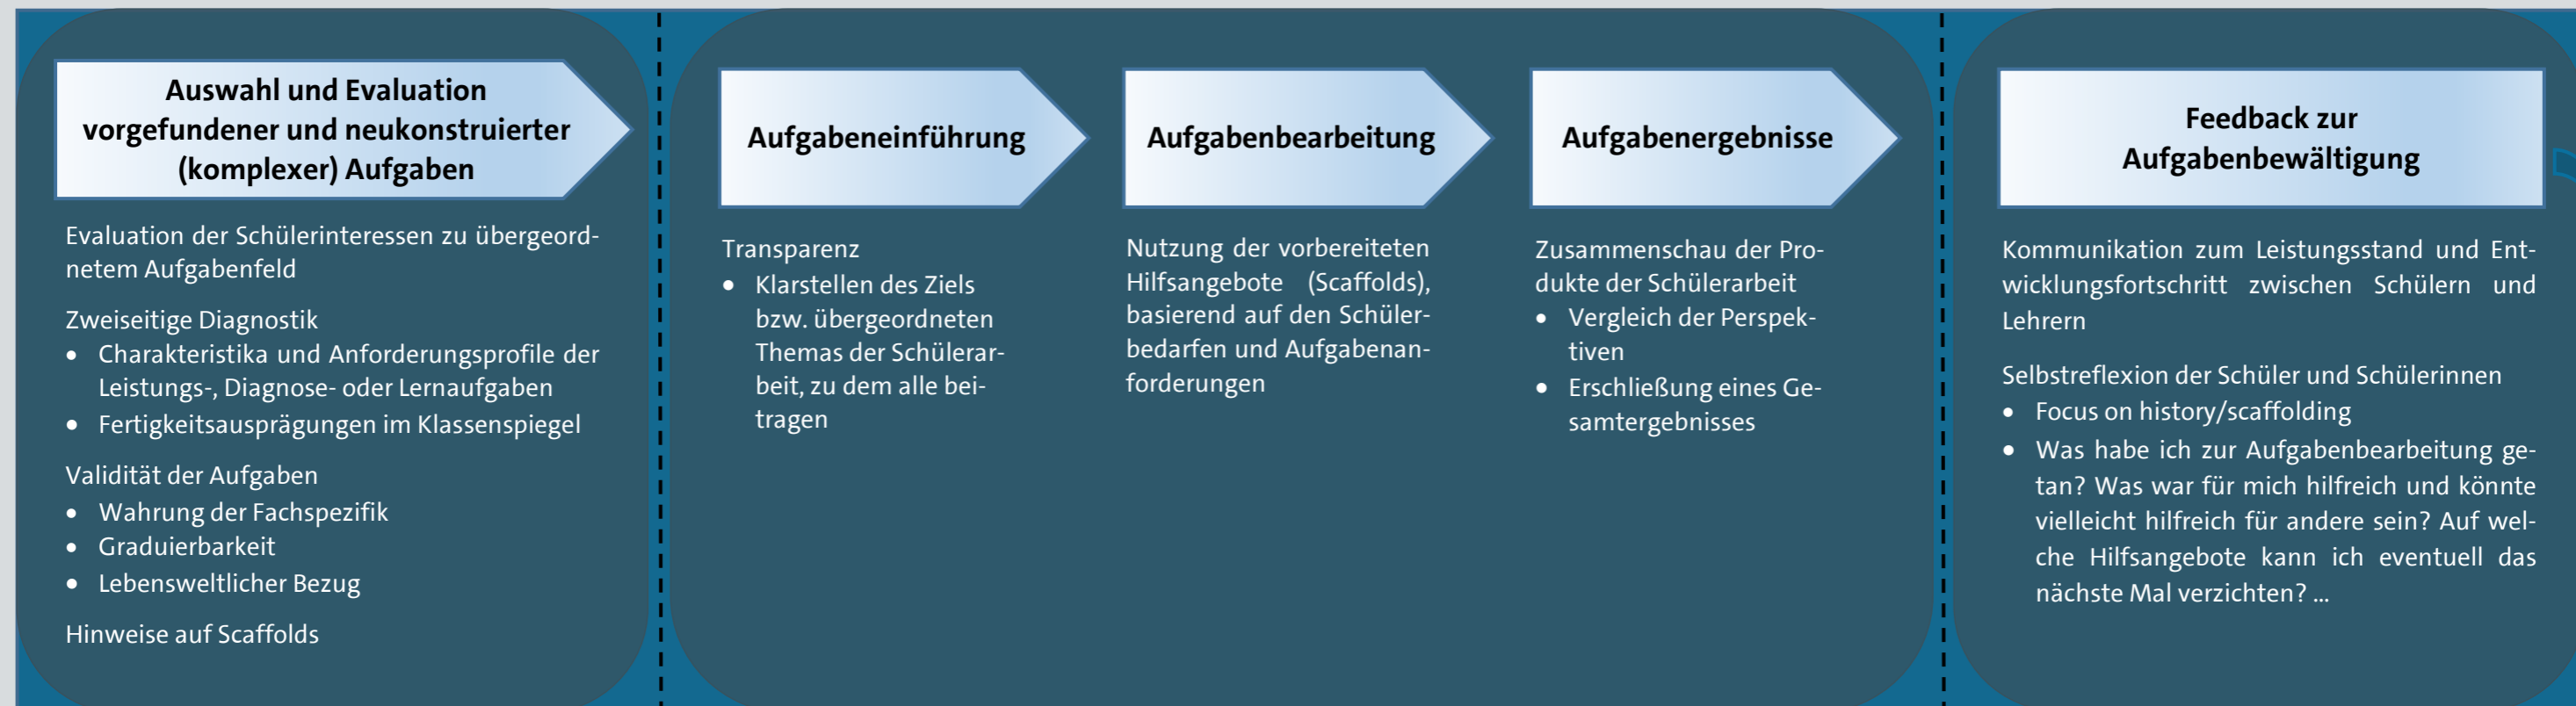 Auswahl und Evaluation
vorgefundener und neukonstruierter
(komplexer) Aufgaben
Evaluation der Schülerinteressen zu übergeord-
netem Aufgabenfeld
Zweiseitige Diagnostik
• Charakteristika und Anforderungsprofile der
Leistungs-, Diagnose- oder Lernaufgaben
• Fertigkeitsausprägungen im Klassenspiegel
Validität der Aufgaben
• Wahrung der Fachspezifik
• Graduierbarkeit
• Lebensweltlicher Bezug
Hinweise auf Scaffolds
Aufgabeneinführung
Transparenz
• Klarstellen des Ziels
bzw. übergeordneten
Themas der Schülerar-
beit, zu dem alle bei-
tragen
Aufgabenbearbeitung
Nutzung der vorbereiteten
Hilfsangebote (Scaffolds),
basierend auf den Schüler-
bedarfen und Aufgabenan-
forderungen
Aufgabenergebnisse
Zusammenschau der Pro-
dukte der Schülerarbeit
• Vergleich der Perspek-
tiven
• Erschließung eines Ge-
samtergebnisses
Feedback zur
Aufgabenbewältigung
Kommunikation zum Leistungsstand und Ent-
wicklungsfortschritt zwischen Schülern und
Lehrern
Selbstreflexion der Schüler und Schülerinnen
• Focus on history/scaffolding
• Was habe ich zur Aufgabenbearbeitung ge-
tan? Was war für mich hilfreich und könnte
vielleicht hilfreich für andere sein? Auf wel-
che Hilfsangebote kann ich eventuell das
nächste Mal verzichten? ...